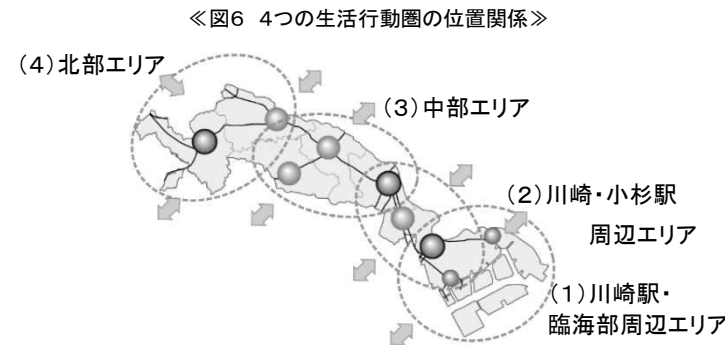 ≪図6 4つの生活行動圏の位置関係≫
(4)北部エリア
(3)中部エリア
(2)川崎・小杉駅
周辺エリア
(1)川崎駅・
臨海部周辺エリア